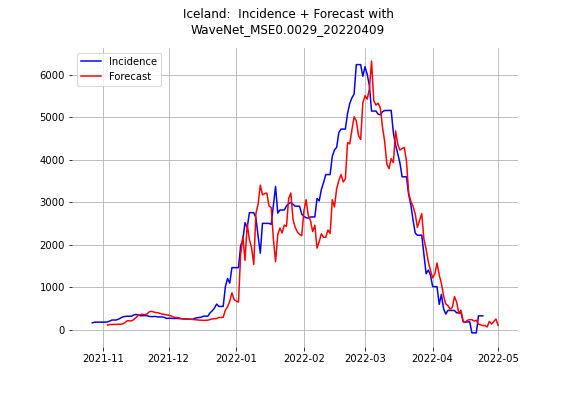 Iceland:  Incidence + Forecast with
WaveNet_MSE0.0029_20220409
Incidence
Forecast
6000
5000
4000
3000
2000
1000
0
2021-11 2021-12 2022-01 2022-02 2022-03 2022-04 2022-05